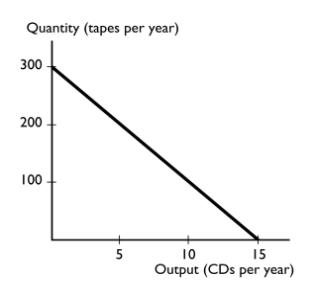 Quantity (tapes per year)
300
200
100
5 10 15
Output (CDs per year)